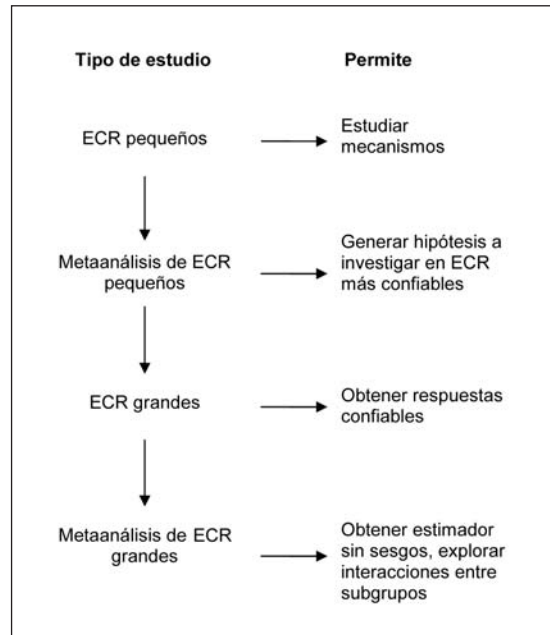 Tipo de estudio
Permite
ECR pequeños
Estudiar
mecanismos
Metaanálisis de ECR
pequeños
Generar hipótesis a
investigar en ECR
más confiables
ECR grandes
Obtener respuestas
confiables
Metaanálisis de ECR
grandes
Obtener estimador
sin sesgos, explorar
interacciones entre
subgrupos